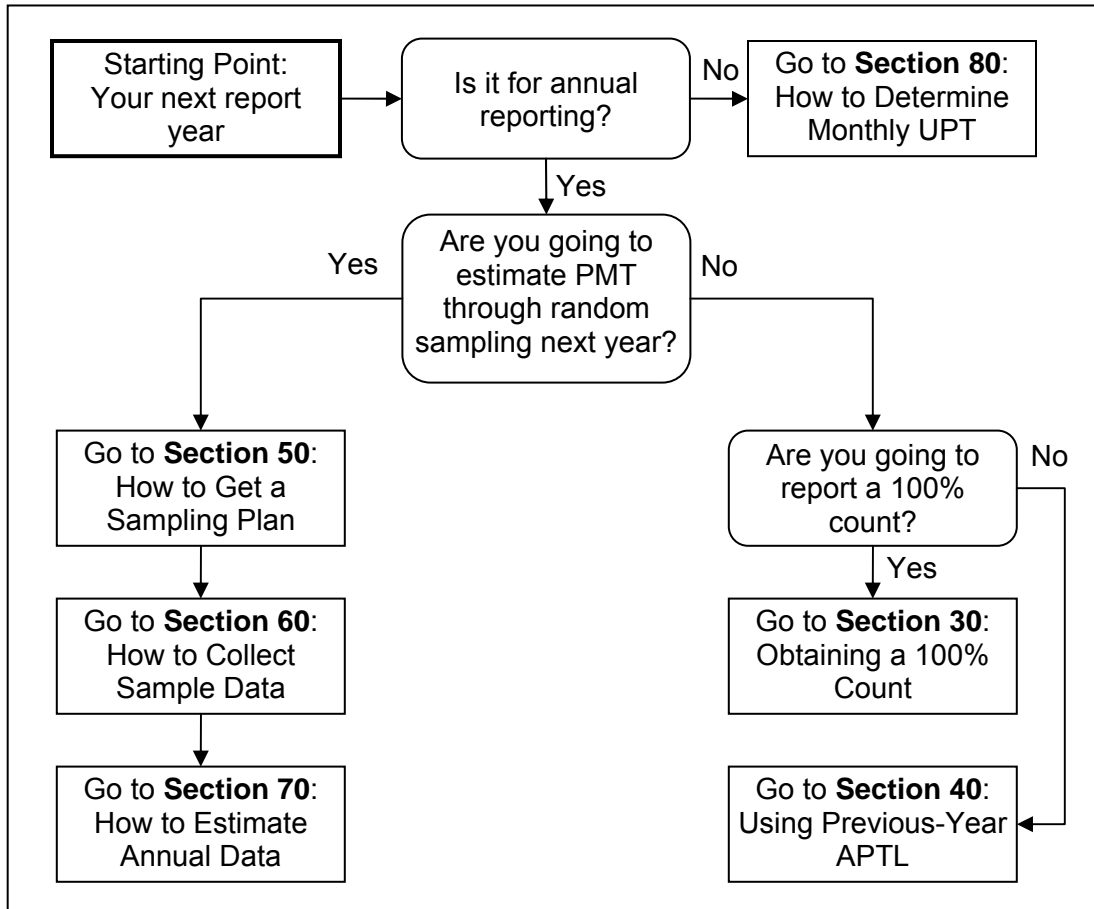 Starting Point:
Your next report
year
Is it for annual
reporting?
No
Go to Section 80:
How to Determine
Monthly UPT
Yes
Are you going to
estimate PMT
through random
sampling next year?
Yes
No
Go to Section 50:
How to Get a
Sampling Plan
Are you going to
report a 100%
count?
No
Yes
Go to Section 60:
How to Collect
Sample Data
Go to Section 30:
Obtaining a 100%
Count
Go to Section 70:
How to Estimate
Annual Data
Go to Section 40:
Using Previous-Year
APTL